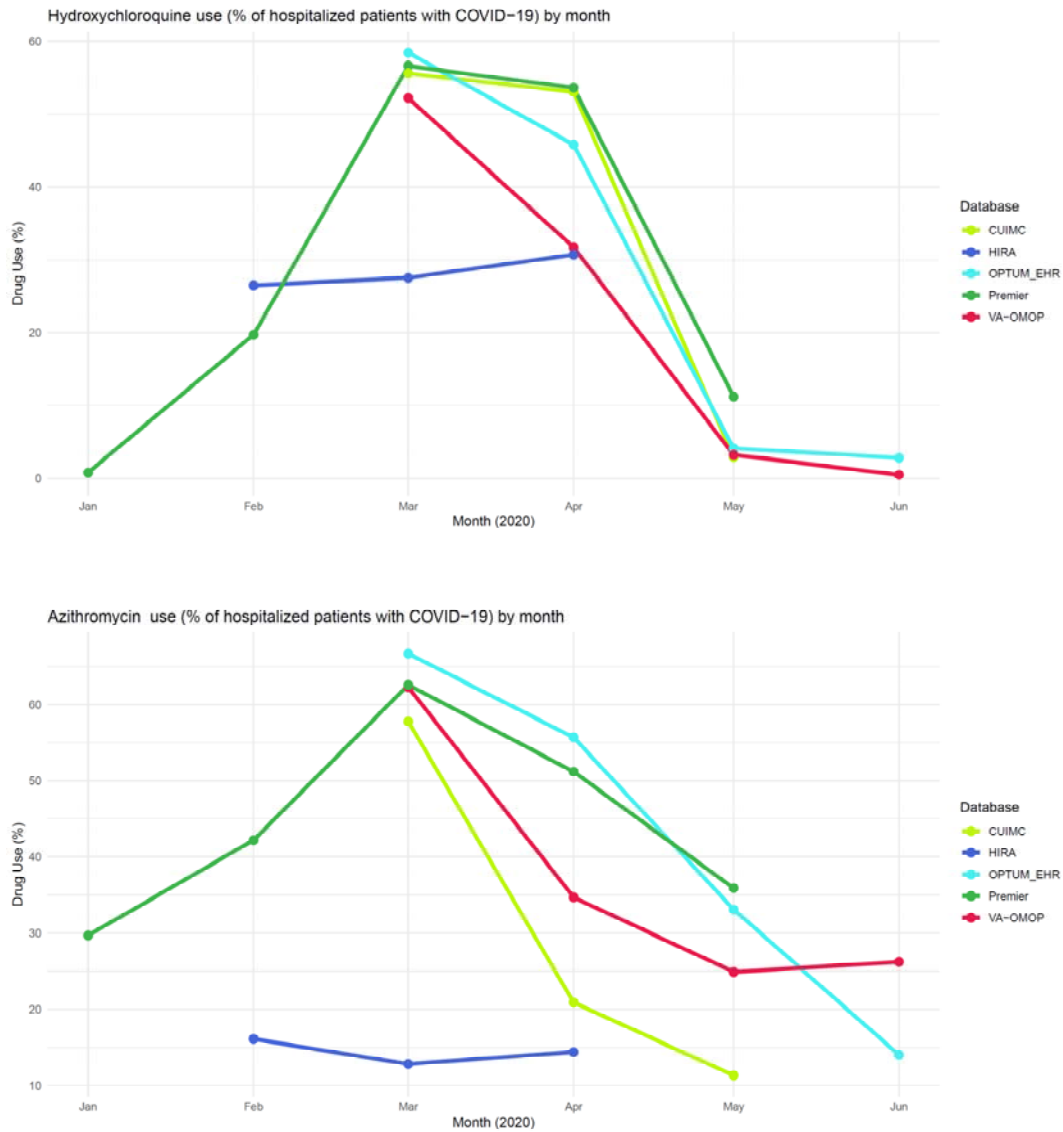 Hydroxychloroquine use (% of hospitalized patients with COVID−19) by month
60
40
20
0
Drug Use (%)
Jan Feb Mar Apr May Jun
Month (2020)
Database
CUIMC
HIRA
OPTUM_EHR
Premier
VA−OMOP
Azithromycin use (% of hospitalized patients with COVID−19) by month
60
50
40
30
20
10
Drug Use (%)
Jan Feb Mar Apr May Jun
Month (2020)
Database
CUIMC
HIRA
OPTUM_EHR
Premier
VA−OMOP